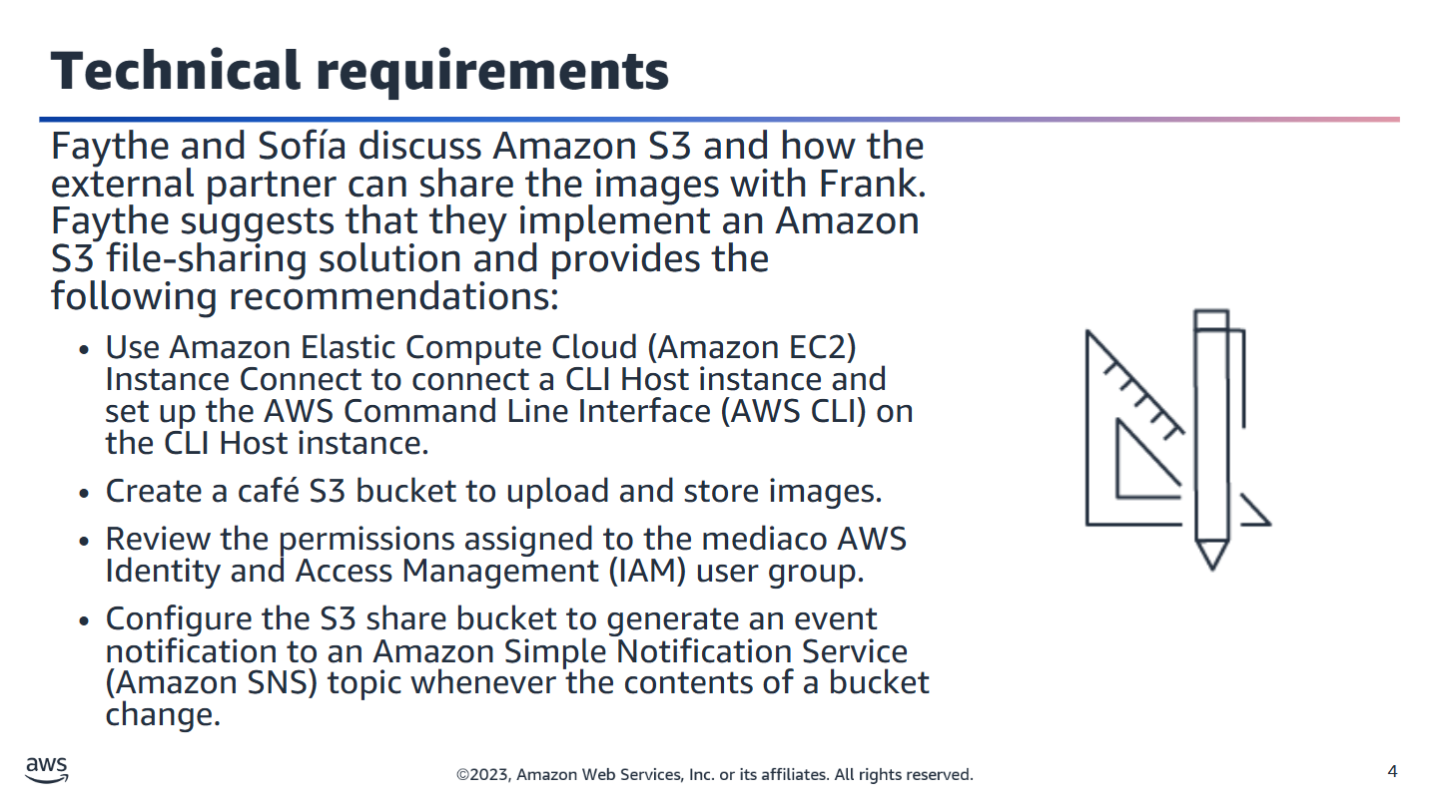 Technical requirements
Faythe and Sofía discuss Amazon S3 and how the
external partner can share the images with Frank.
Faythe suggests that they implement an Amazon
S3 file-sharing solution and provides the
following recommendations:
• Use Amazon Elastic Compute Cloud (Amazon EC2)
Instance Connect to connect a CLI Host instance and
set up the AWS Command Line Interface (AWS CLI) on
the CLI Host instance.
• Create a café S3 bucket to upload and store images.
• Review the permissions assigned to the mediaco AWS
Identity and Access Management (IAM) user group.
• Configure the S3 share bucket to generate an event
notification to an Amazon Simple Notification Service
(Amazon SNS) topic whenever the contents of a bucket
change.
aws
©2023, Amazon Web Services, Inc. or its affiliates. All rights reserved.
4